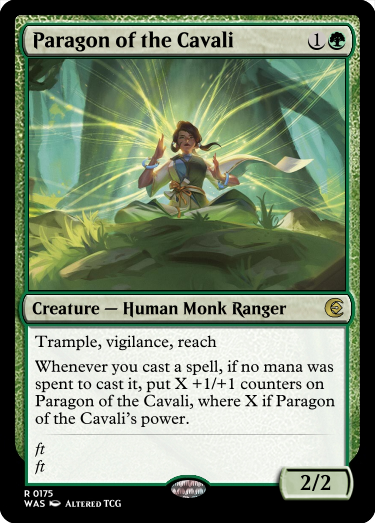 Paragon of the Cavali 1
Creature — Human Monk Ranger
Trample, vigilance, reach
Whenever you cast a spell, if no mana was
spent to cast it, put X +1/+1 counters on
Paragon of the Cavali, where X if Paragon
of the Cavali's power.
ft
ft
2/2
R 0175
WAS Altered TCG